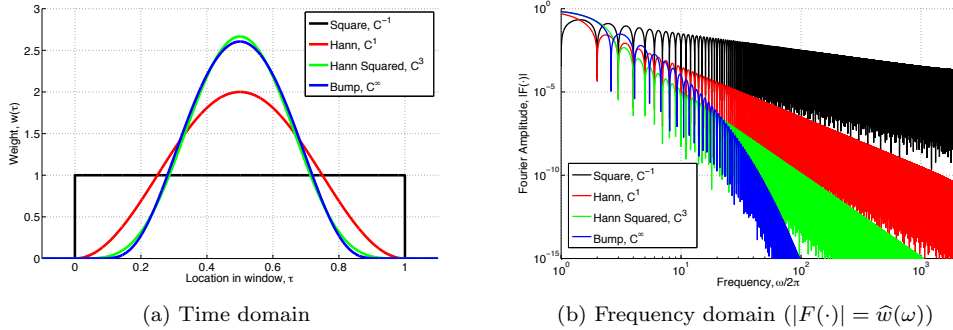 3
2.5
2
1.5
1
0.5
0
Weight, w(τ)
Square, C⁻¹
Hann, C¹
Hann Squared, C³
Bump, C^∞
0
0.2
0.4
0.6
0.8
1
Location in window, τ
(a) Time domain
10⁰
10⁻⁵
10⁻¹⁰
10⁻¹⁵
Fourier Amplitude, |F(·)|
Square, C⁻¹
Hann, C¹
Hann Squared, C³
Bump, C^∞
10⁰
10¹
10²
10³
Frequency, ω/2π
(b) Frequency domain (|F(·)| = ŵ(ω))